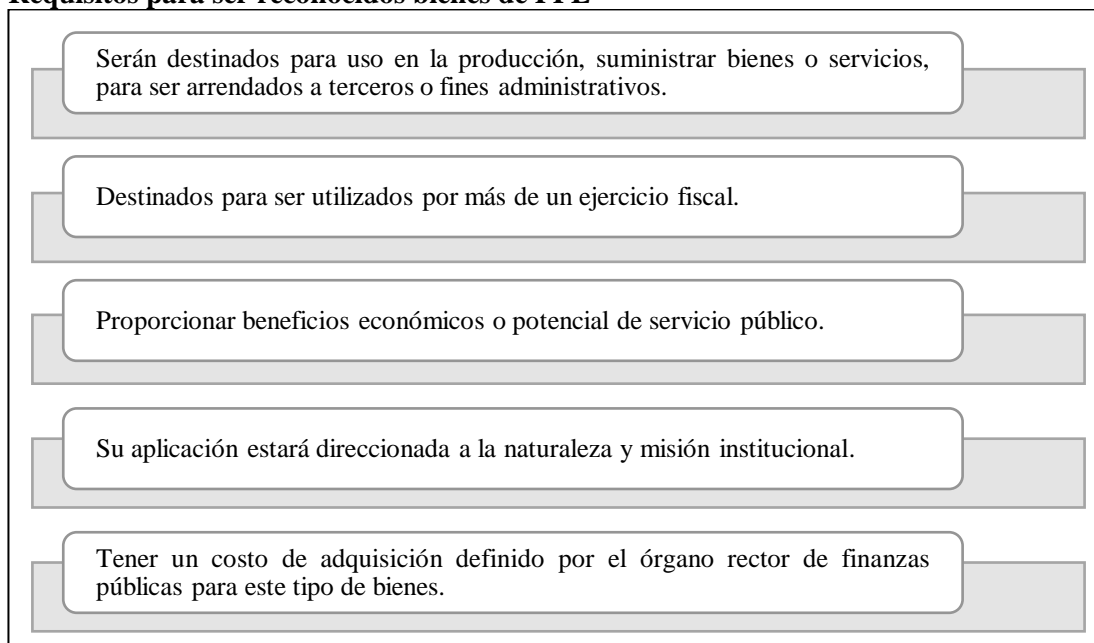 Requisitos para ser reconocidos bienes de PPE
Serán destinados para uso en la producción, suministrar bienes o servicios,
para ser arrendados a terceros o fines administrativos.
Destinados para ser utilizados por más de un ejercicio fiscal.
Proporcionar beneficios económicos o potencial de servicio público.
Su aplicación estará direccionada a la naturaleza y misión institucional.
Tener un costo de adquisición definido por el órgano rector de finanzas
públicas para este tipo de bienes.